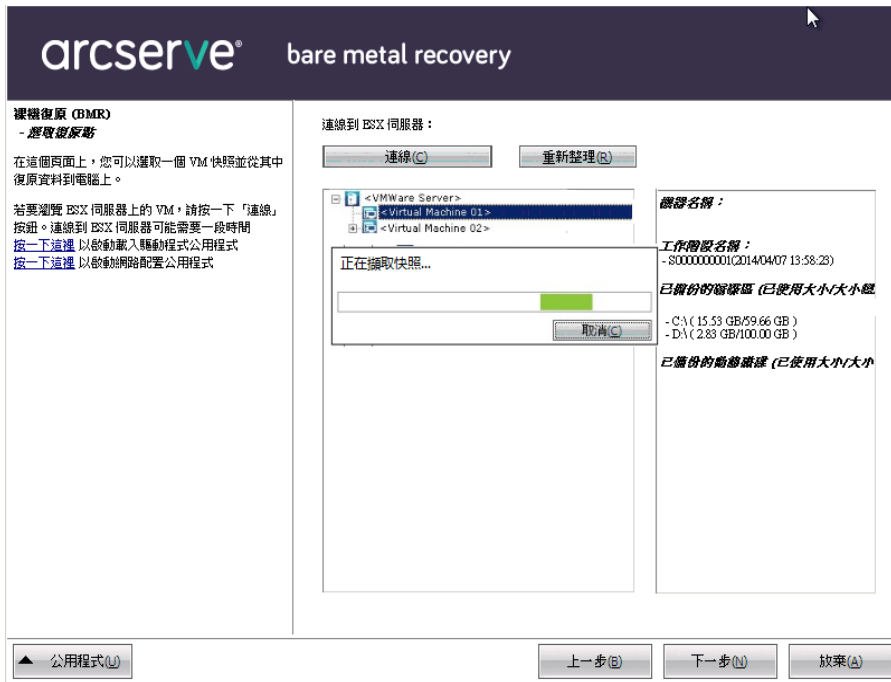 arcserve® bare metal recovery
裸機復原 (BMR)
- 選取復原點
在這個頁面上，您可以選取一個 VM 快照並從其中
復原資料到電腦上。
若要瀏覽 ESX 伺服器上的 VM，請按一下「連線」
按鈕。連線到 ESX 伺服器可能需要一段時間
按一下這裡 以啟動載入驅動程式公用程式
按一下這裡 以啟動網路配置公用程式
連線到 ESX 伺服器：
連線(C) 重新整理(R)
<VMWare Server>
<Virtual Machine 01>
<Virtual Machine 02>
正在擷取快照...
取消(C)
機器名稱：
工作階段名稱：
- S0000000001(2014/04/07 13:58:23)
已備份的磁碟區 (已使用大小/大小總
- C:\ ( 15.53 GB/59.66 GB )
- D:\ ( 2.83 GB/100.00 GB )
已備份的動態磁碟 (已使用大小/大小
公用程式(U) 上一步(B) 下一步(N) 放棄(A)